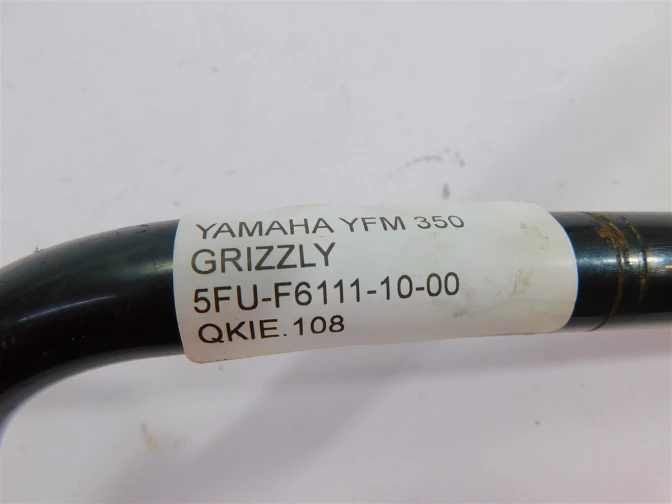 YAMAHA YFM 350
GRIZZLY
5FU-F6111-10-00
QKIE.108